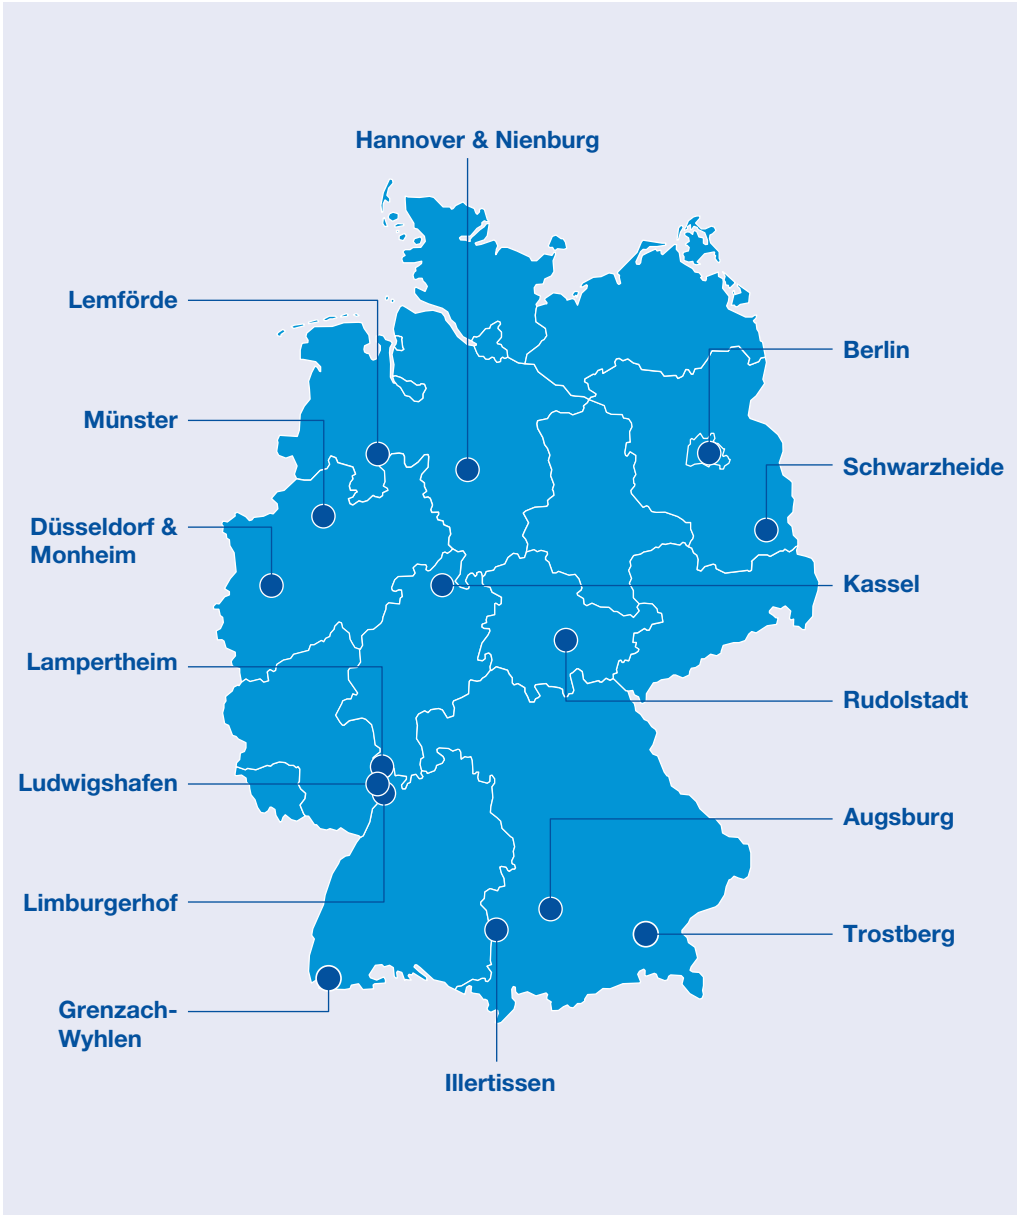 Hannover & Nienburg
Lemförde
Berlin
Münster
Schwarzheide
Düsseldorf &
Monheim
Kassel
Lampertheim
Rudolstadt
Ludwigshafen
Augsburg
Limburgerhof
Trostberg
Grenzach-
Wyhlen
Illertissen